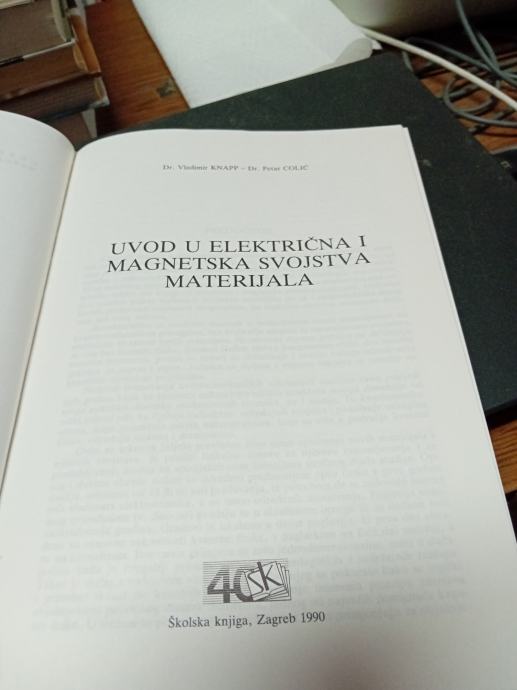 Dr. Vladimir KNAPP – Dr. Petar COLIĆ
UVOD U ELEKTRIČNA I
MAGNETSKA SVOJSTVA
MATERIJALA
40 šk
Školska knjiga, Zagreb 1990